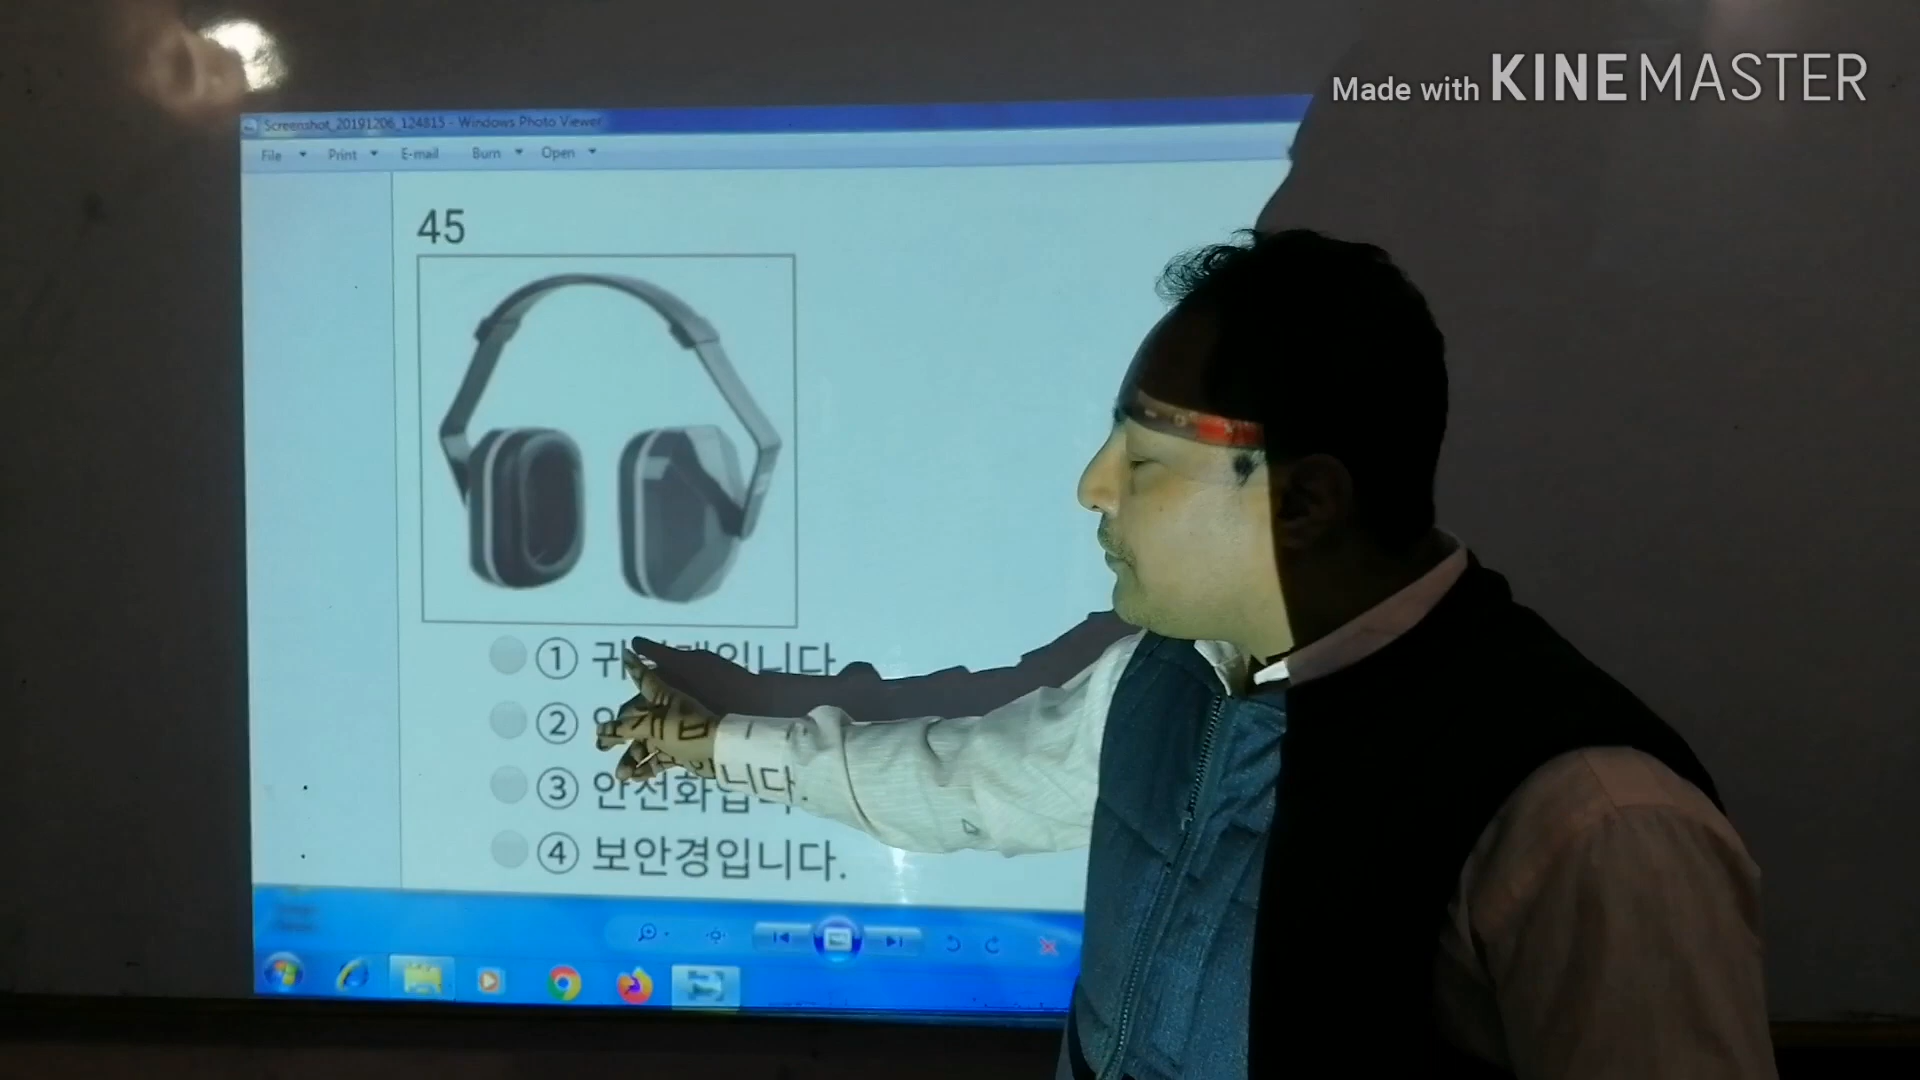 Made with KINEMASTER
Screenshot_20191206_124815 - Windows Photo Viewer
File Print E-mail Burn Open
45
①
②
③ 안전화입니다.
④ 보안경입니다.